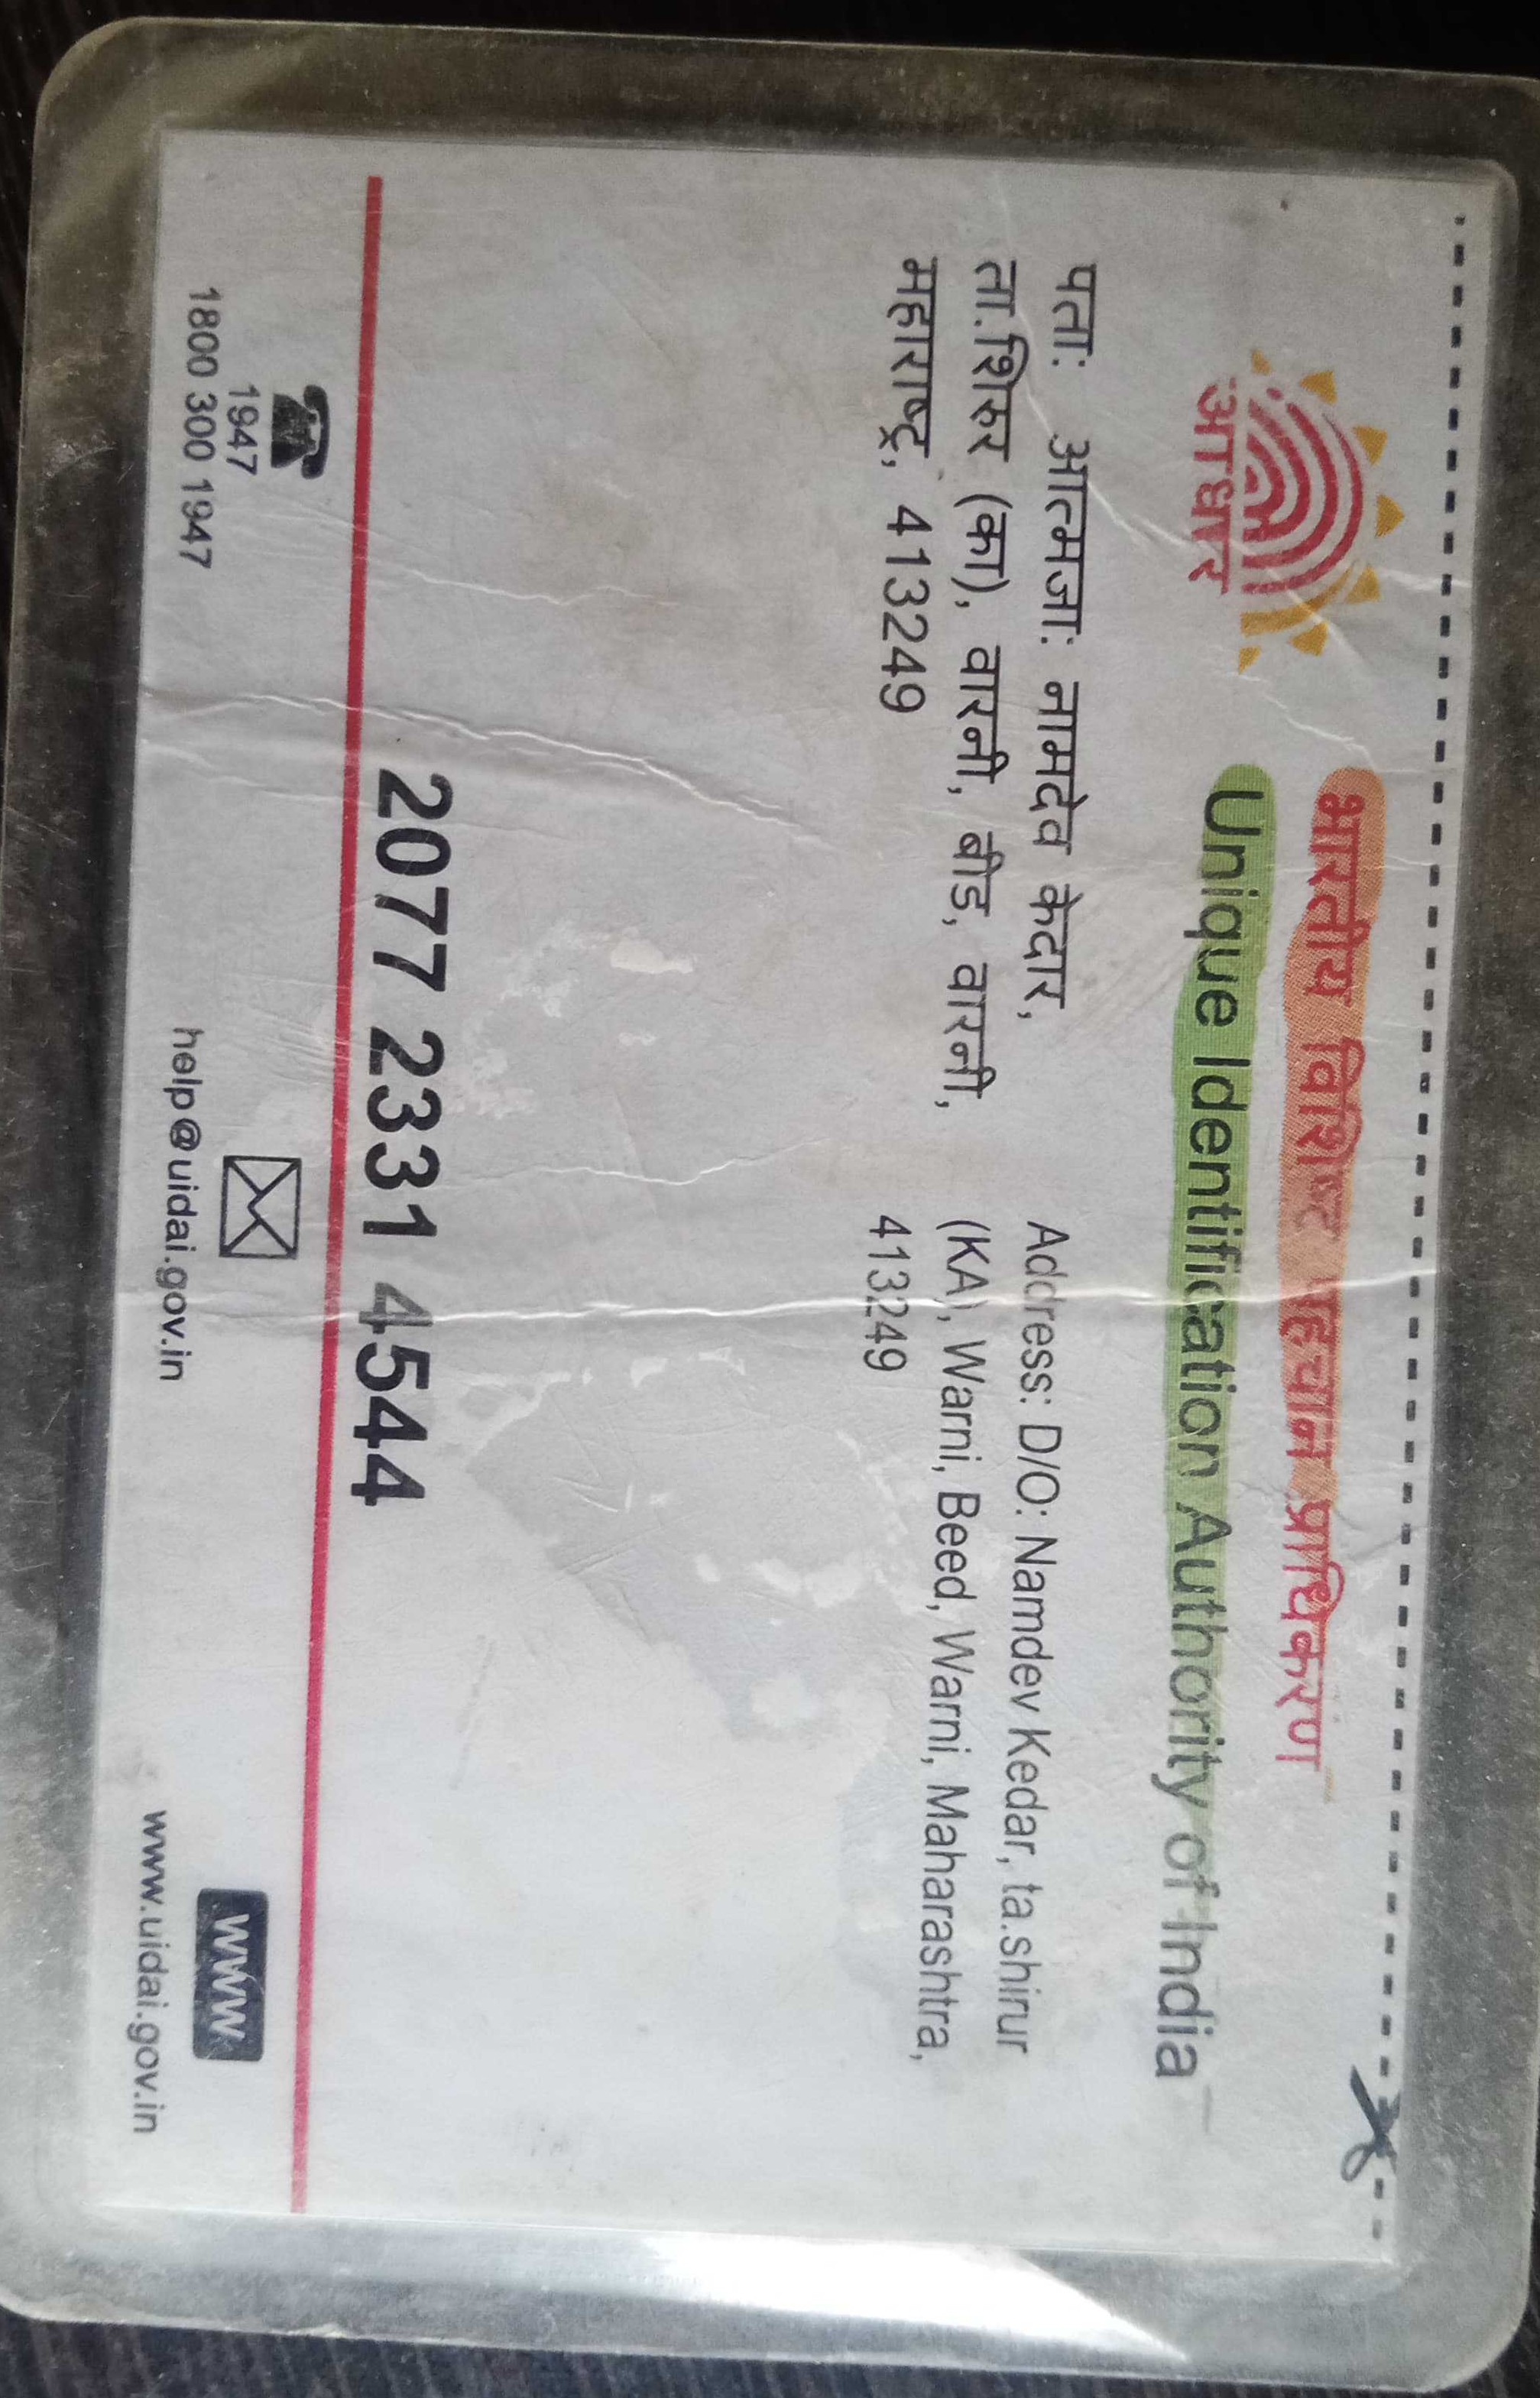 भारतीय विशिष्ट पहचान प्राधिकरण
आधार
Unique Identification Authority of India
पताः आत्मजाः नामदेव केदार,
ता.शिरुर (का), वारनी, बीड, वारनी,
महाराष्ट्र, 413249
Address: D/O: Namdev Kedar, ta.shirur
(KA), Warni, Beed, Warni, Maharashtra,
413249
2077 2331 4544
1947
1800 300 1947
help@uidai.gov.in
www
www.uidai.gov.in